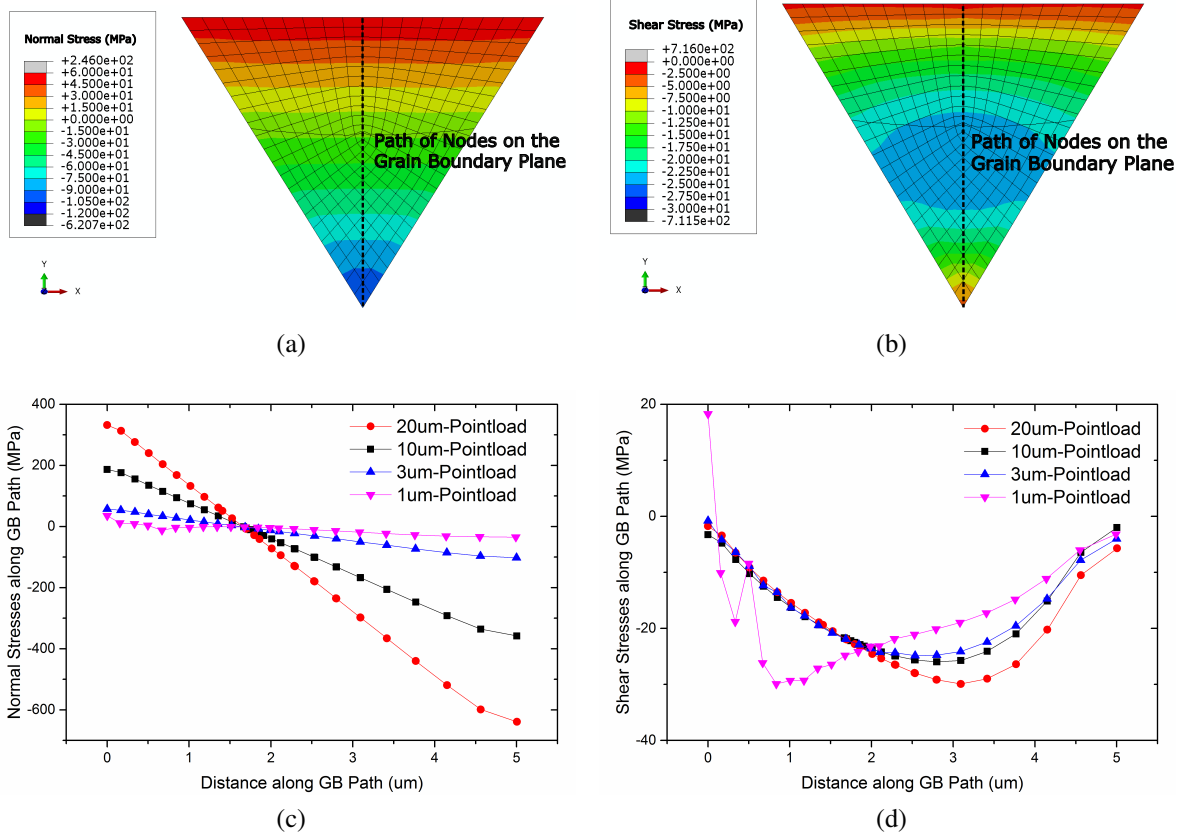 Normal Stress (MPa)
+2.460e+02
+6.000e+01
+4.500e+01
+3.000e+01
+1.500e+01
+0.000e+00
-1.500e+01
-3.000e+01
-4.500e+01
-6.000e+01
-7.500e+01
-9.000e+01
-1.050e+02
-1.200e+02
-6.207e+02
Path of Nodes on the
Grain Boundary Plane
Y
X
(a)
Shear Stress (MPa)
+7.160e+02
+0.000e+00
-2.500e+00
-5.000e+00
-7.500e+00
-1.000e+01
-1.250e+01
-1.500e+01
-1.750e+01
-2.000e+01
-2.250e+01
-2.500e+01
-2.750e+01
-3.000e+01
-7.115e+02
Path of Nodes on the
Grain Boundary Plane
Y
X
(b)
Normal Stresses along GB Path (MPa)
400
200
0
-200
-400
-600
20um-Pointload
10um-Pointload
3um-Pointload
1um-Pointload
0 1 2 3 4 5
Distance along GB Path (um)
(c)
Shear Stresses along GB Path (MPa)
20
0
-20
-40
20um-Pointload
10um-Pointload
3um-Pointload
1um-Pointload
0 1 2 3 4 5
Distance along GB Path (um)
(d)